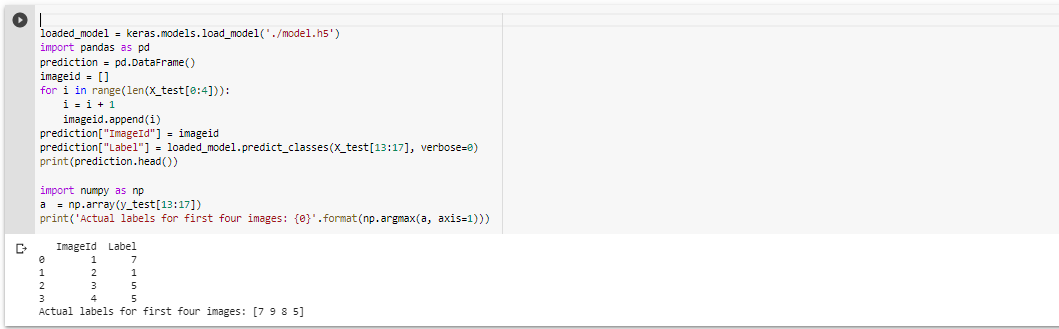 loaded_model = keras.models.load_model('./model.h5')
import pandas as pd
prediction = pd.DataFrame()
imageid = []
for i in range(len(X_test[0:4])):
    i = i + 1
    imageid.append(i)
prediction["ImageId"] = imageid
prediction["Label"] = loaded_model.predict_classes(X_test[13:17], verbose=0)
print(prediction.head())
import numpy as np
a  = np.array(y_test[13:17])
print('Actual labels for first four images: {0}'.format(np.argmax(a, axis=1)))
   ImageId  Label
0        1      7
1        2      1
2        3      5
3        4      5
Actual labels for first four images: [7 9 8 5]